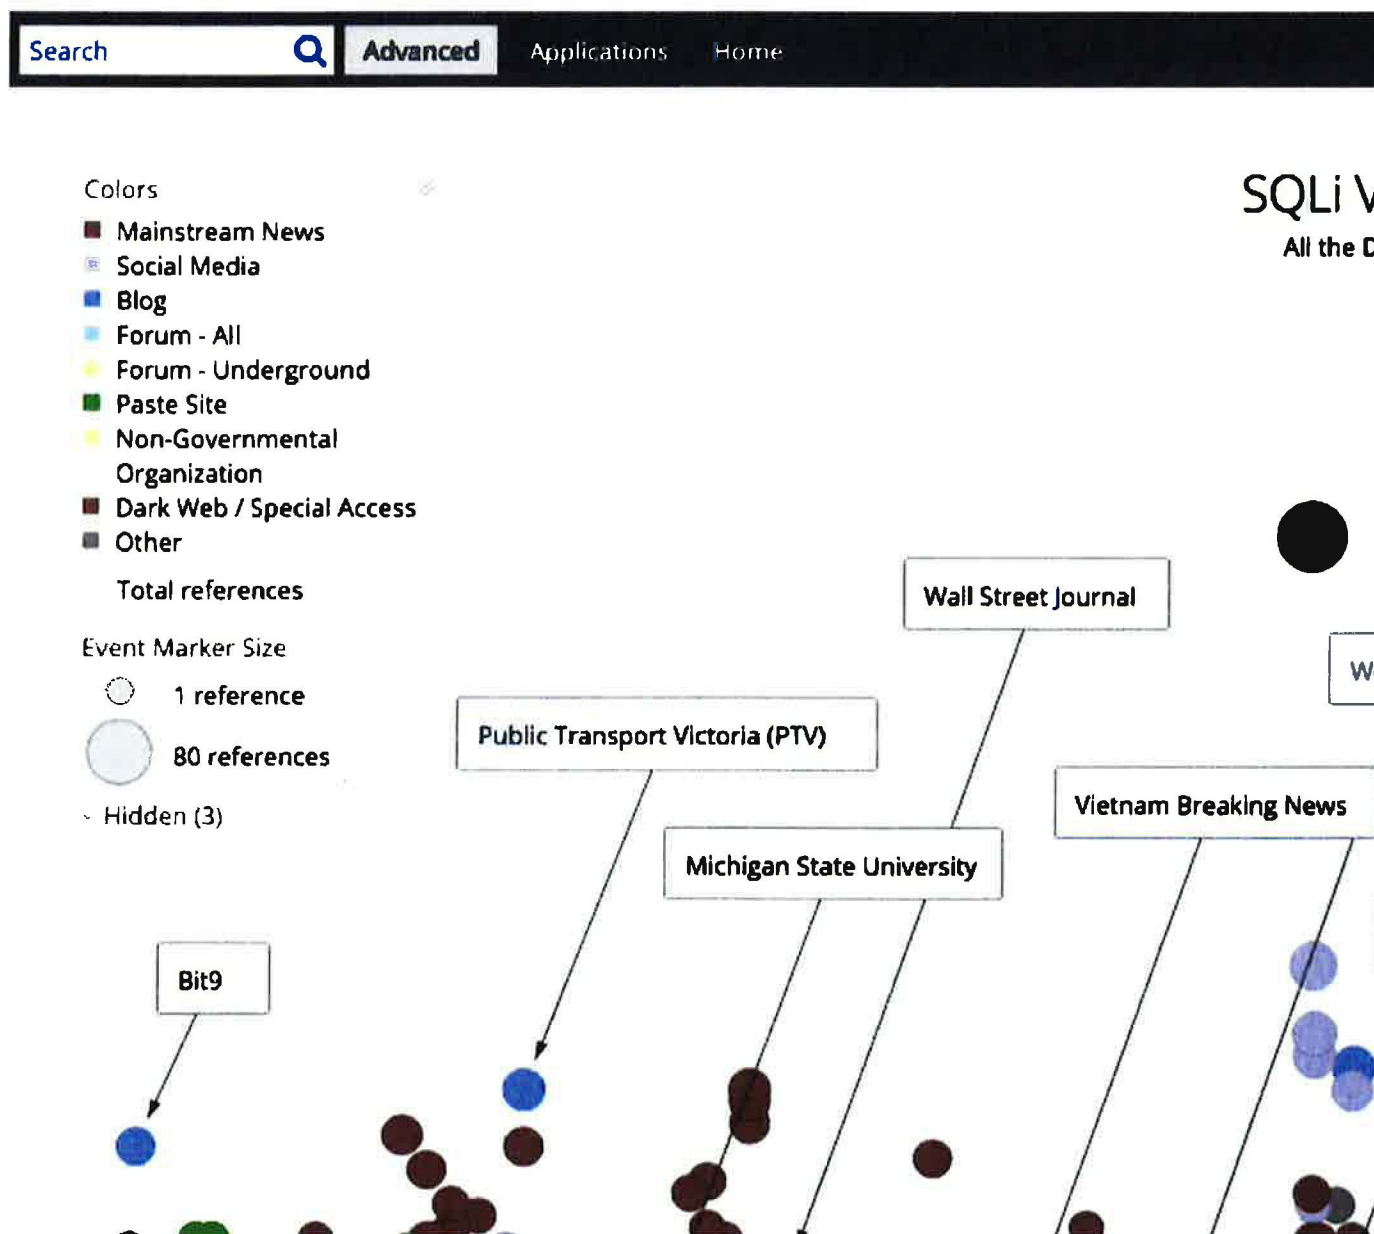 Search Advanced Applications Home
SQLi
All the
Colors
Mainstream News
Social Media
Blog
Forum - All
Forum - Underground
Paste Site
Non-Governmental
Organization
Dark Web / Special Access
Other
Total references
Event Marker Size
1 reference
80 references
Hidden (3)
Wall Street Journal
Public Transport Victoria (PTV)
Vietnam Breaking News
Michigan State University
Bit9